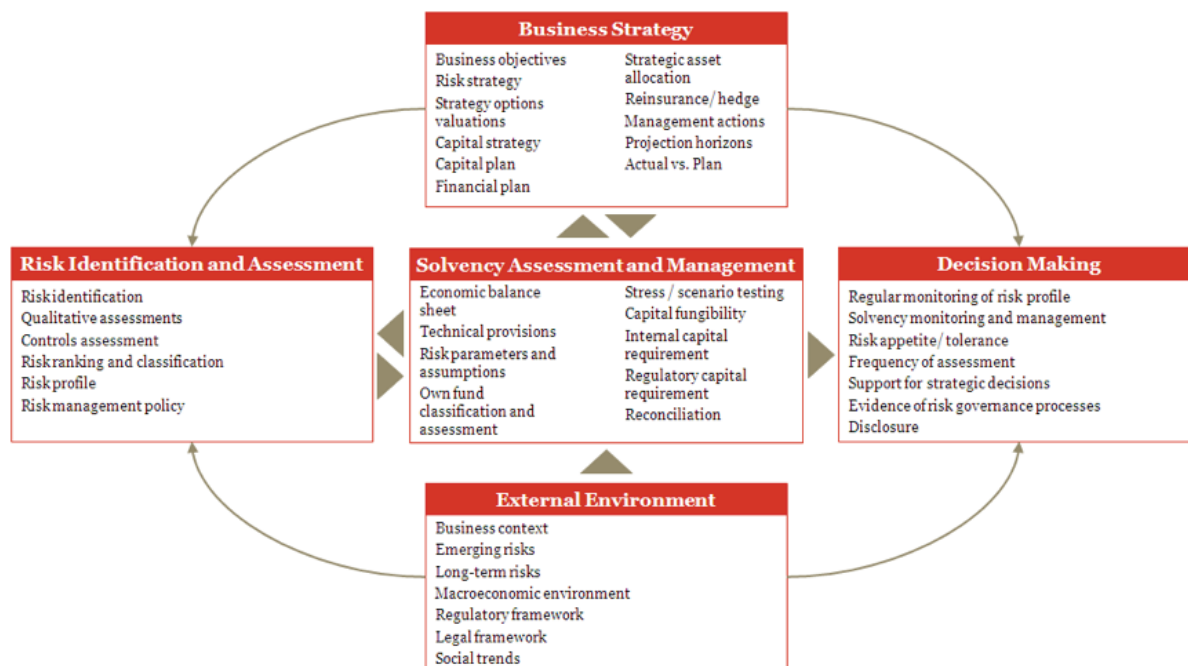 Business Strategy
Business objectives
Risk strategy
Strategy options
valuations
Capital strategy
Capital plan
Financial plan
Strategic asset
allocation
Reinsurance/ hedge
Management actions
Projection horizons
Actual vs. Plan
Risk Identification and Assessment
Risk identification
Qualitative assessments
Controls assessment
Risk ranking and classification
Risk profile
Risk management policy
Solvency Assessment and Management
Economic balance
sheet
Technical provisions
Risk parameters and
assumptions
Own fund
classification and
assessment
Stress / scenario testing
Capital fungibility
Internal capital
requirement
Regulatory capital
requirement
Reconciliation
Decision Making
Regular monitoring of risk profile
Solvency monitoring and management
Risk appetite/ tolerance
Frequency of assessment
Support for strategic decisions
Evidence of risk governance processes
Disclosure
External Environment
Business context
Emerging risks
Long-term risks
Macroeconomic environment
Regulatory framework
Legal framework
Social trends